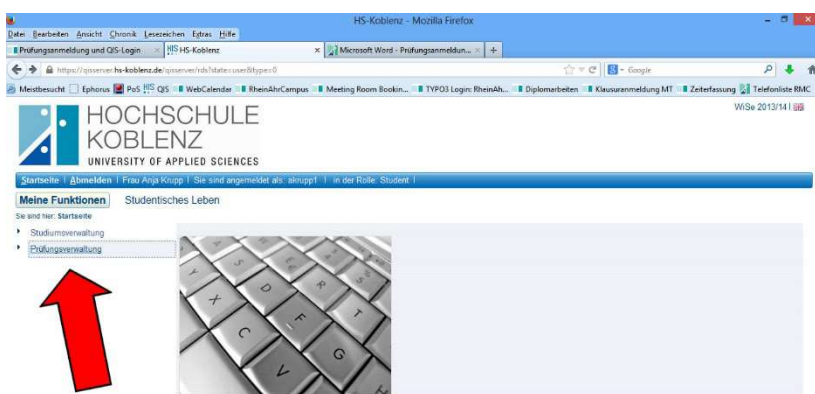 HS-Koblenz - Mozilla Firefox
Datei Bearbeiten Ansicht Chronik Lesezeichen Extras Hilfe
Prüfungsanmeldung und QIS-Login × HIS HS-Koblenz × Microsoft Word - Prüfungsanmeldun... × +
https://qisserver.hs-koblenz.de/qisserver/rds?state=user&type=0 Google
Meistbesucht Ephorus PoS HIS QIS WebCalendar RheinAhrCampus Meeting Room Bookin... TYPO3 Login: RheinAh... Diplomarbeiten Klausuranmeldung MT Zeiterfassung Telefonliste RMC
WiSe 2013/14 |
HOCHSCHULE
KOBLENZ
UNIVERSITY OF APPLIED SCIENCES
Startseite | Abmelden | Frau Anja Krupp | Sie sind angemeldet als: akrupp1 | in der Rolle: Student |
Meine Funktionen Studentisches Leben
Sie sind hier: Startseite
Studiumsverwaltung
Prüfungsverwaltung
A
D
F
R
T
X
C
G
V